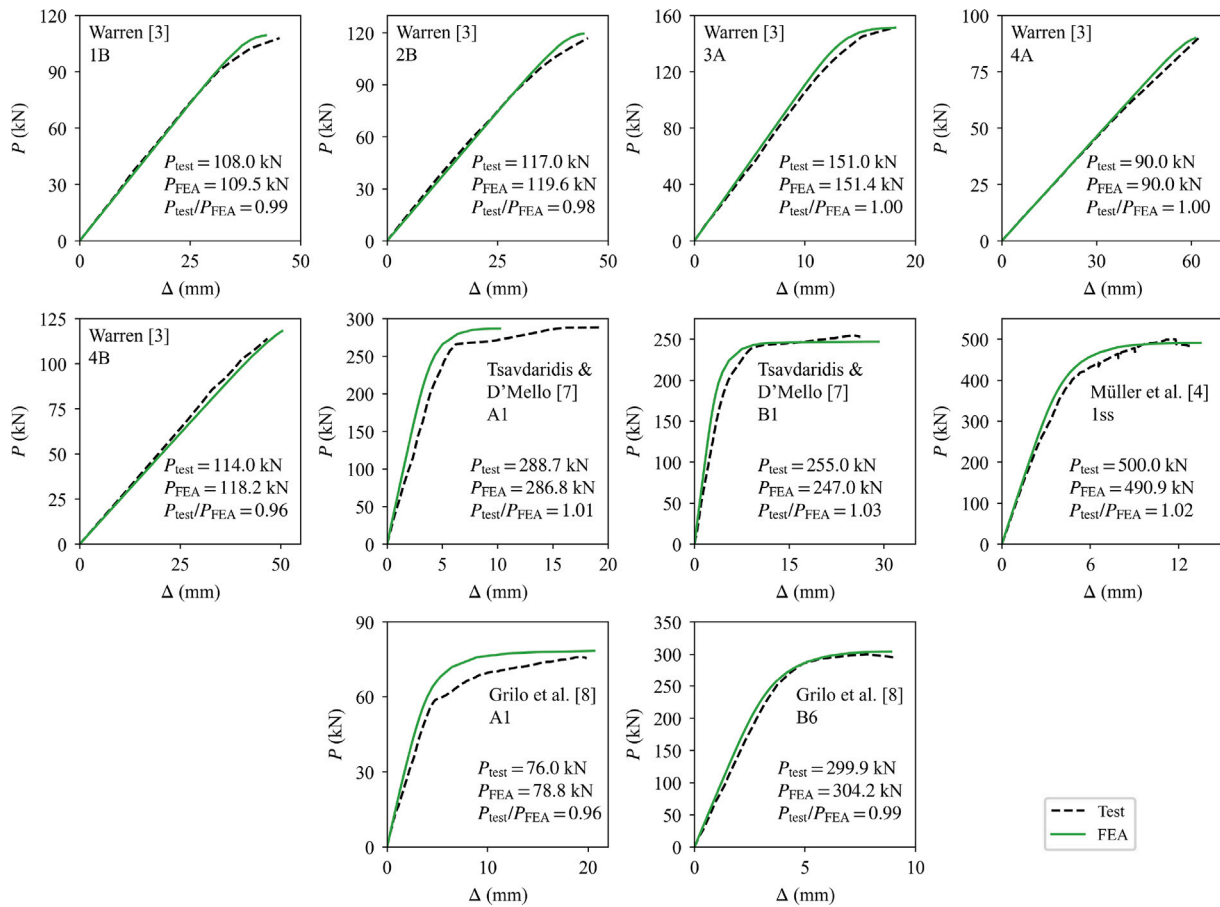 Warren [3]
1B
P (kN)
120
90
60
30
0
P_test = 108.0 kN
P_FEA = 109.5 kN
P_test/P_FEA = 0.99
0 25 50
Δ (mm)
Warren [3]
2B
P (kN)
120
90
60
30
0
P_test = 117.0 kN
P_FEA = 119.6 kN
P_test/P_FEA = 0.98
0 25 50
Δ (mm)
Warren [3]
3A
P (kN)
160
120
80
40
0
P_test = 151.0 kN
P_FEA = 151.4 kN
P_test/P_FEA = 1.00
0 10 20
Δ (mm)
Warren [3]
4A
P (kN)
100
75
50
25
0
P_test = 90.0 kN
P_FEA = 90.0 kN
P_test/P_FEA = 1.00
0 30 60
Δ (mm)
Warren [3]
4B
P (kN)
125
100
75
50
25
0
P_test = 114.0 kN
P_FEA = 118.2 kN
P_test/P_FEA = 0.96
0 25 50
Δ (mm)
Tsavdaridis &
D’Mello [7]
A1
P (kN)
300
250
200
150
100
50
0
P_test = 288.7 kN
P_FEA = 286.8 kN
P_test/P_FEA = 1.01
0 5 10 15 20
Δ (mm)
Tsavdaridis &
D’Mello [7]
B1
P (kN)
250
200
150
100
50
0
P_test = 255.0 kN
P_FEA = 247.0 kN
P_test/P_FEA = 1.03
0 15 30
Δ (mm)
Müller et al. [4]
1ss
P (kN)
500
400
300
200
100
0
P_test = 500.0 kN
P_FEA = 490.9 kN
P_test/P_FEA = 1.02
0 6 12
Δ (mm)
Grilo et al. [8]
A1
P (kN)
90
60
30
0
P_test = 76.0 kN
P_FEA = 78.8 kN
P_test/P_FEA = 0.96
0 10 20
Δ (mm)
Grilo et al. [8]
B6
P (kN)
350
300
250
200
150
100
50
0
P_test = 299.9 kN
P_FEA = 304.2 kN
P_test/P_FEA = 0.99
0 5 10
Δ (mm)
Test
FEA